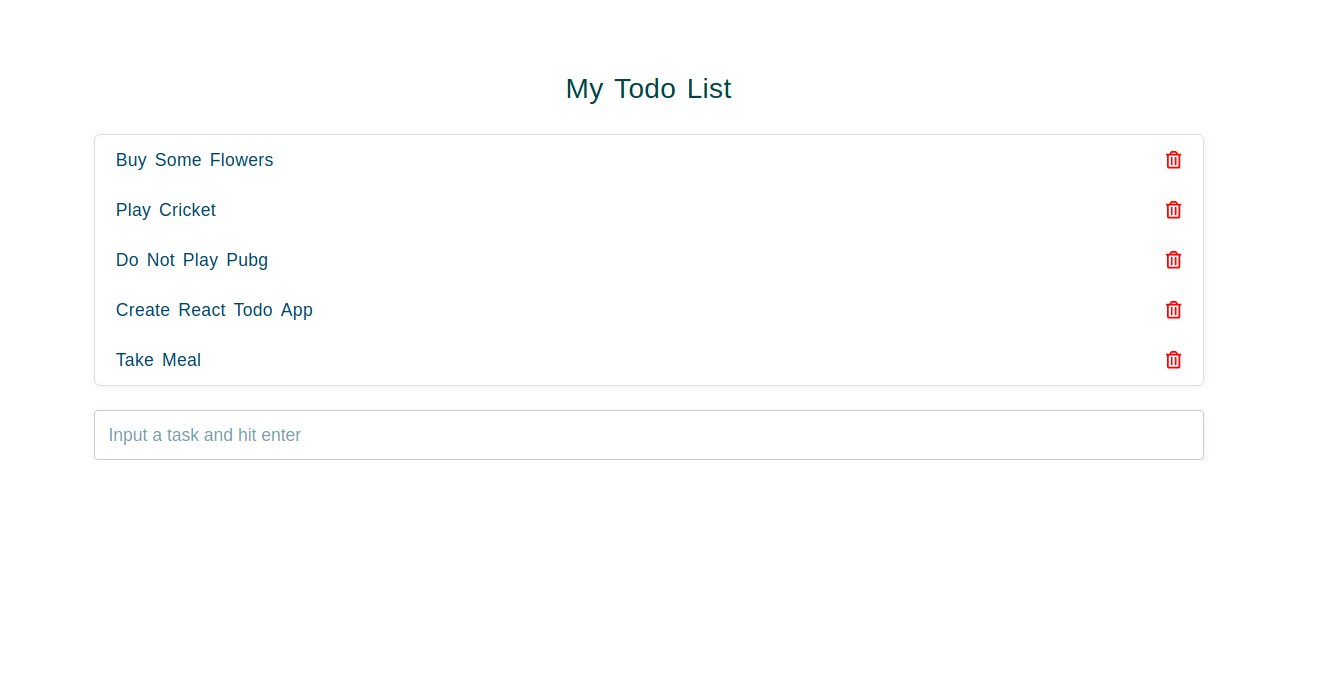 My Todo List
Buy Some Flowers
Play Cricket
Do Not Play Pubg
Create React Todo App
Take Meal
Input a task and hit enter